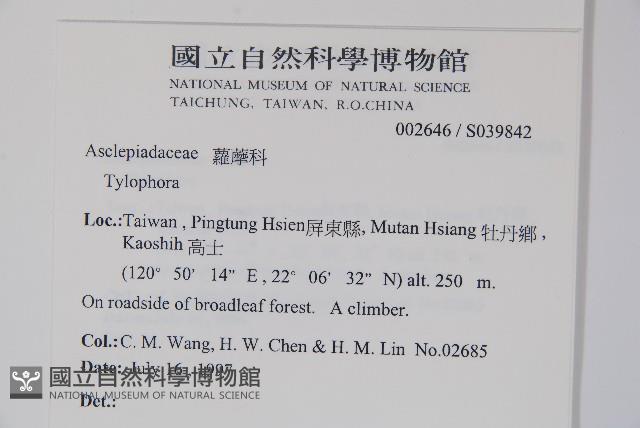 國立自然科學博物館
NATIONAL MUSEUM OF NATURAL SCIENCE
TAICHUNG, TAIWAN, R.O.CHINA
002646 / S039842
Asclepiadaceae 蘿藦科
Tylophora
Loc.:Taiwan , Pingtung Hsien屏東縣, Mutan Hsiang 牡丹鄉 ,
Kaoshih 高士
(120° 50' 14" E , 22° 06' 32" N) alt. 250 m.
On roadside of broadleaf forest. A climber.
Col.:C. M. Wang, H. W. Chen & H. M. Lin No.02685
Date: July 16, 1997
國立自然科學博物館
NATIONAL MUSEUM OF NATURAL SCIENCE
Det.: